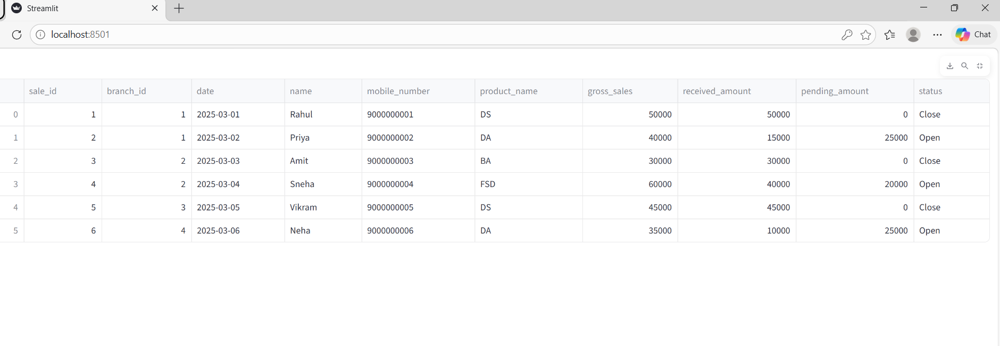 Streamlit
localhost:8501
Chat
sale_id branch_id date name mobile_number product_name gross_sales received_amount pending_amount status
0 1 1 2025-03-01 Rahul 9000000001 DS 50000 50000 0 Close
1 2 1 2025-03-02 Priya 9000000002 DA 40000 15000 25000 Open
2 3 2 2025-03-03 Amit 9000000003 BA 30000 30000 0 Close
3 4 2 2025-03-04 Sneha 9000000004 FSD 60000 40000 20000 Open
4 5 3 2025-03-05 Vikram 9000000005 DS 45000 45000 0 Close
5 6 4 2025-03-06 Neha 9000000006 DA 35000 10000 25000 Open